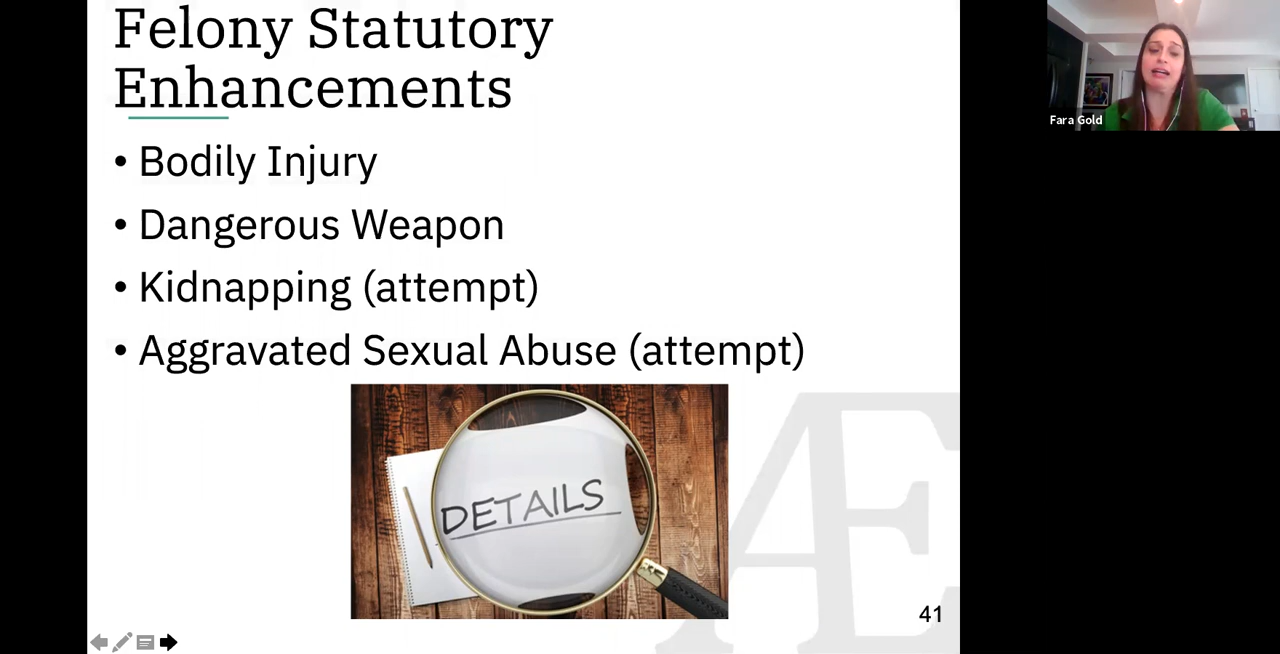 Felony Statutory
Enhancements
• Bodily Injury
• Dangerous Weapon
• Kidnapping (attempt)
• Aggravated Sexual Abuse (attempt)
DETAILS
Æ
41
Fara Gold